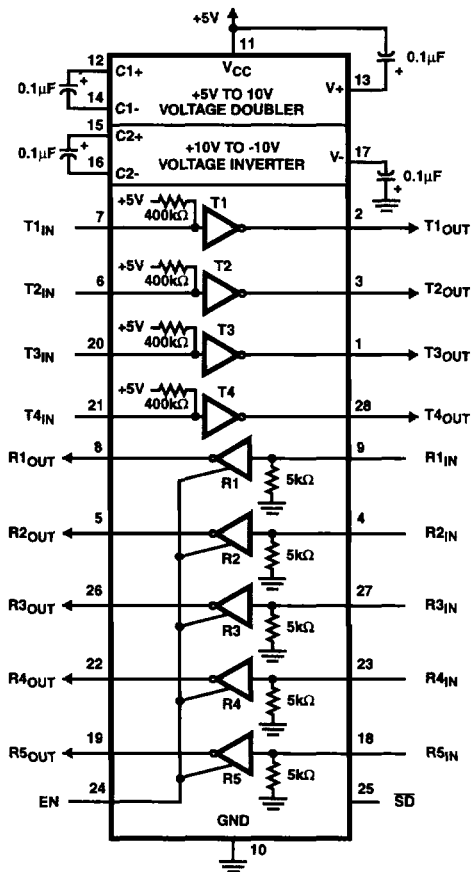 +5V
11
VCC
12
C1+
0.1μF
+
14
C1-
+5V TO 10V
VOLTAGE DOUBLER
V+
13
+
0.1μF
15
C2+
0.1μF
+
16
C2-
+10V TO -10V
VOLTAGE INVERTER
V-
17
+
0.1μF
T1IN
7
+5V
400kΩ
T1
2
T1OUT
T2IN
6
+5V
400kΩ
T2
3
T2OUT
T3IN
20
+5V
400kΩ
T3
1
T3OUT
T4IN
21
+5V
400kΩ
T4
28
T4OUT
R1OUT
8
R1
5kΩ
9
R1IN
R2OUT
5
R2
5kΩ
4
R2IN
R3OUT
26
R3
5kΩ
27
R3IN
R4OUT
22
R4
5kΩ
23
R4IN
R5OUT
19
R5
5kΩ
18
R5IN
EN
24
25
SD
GND
10